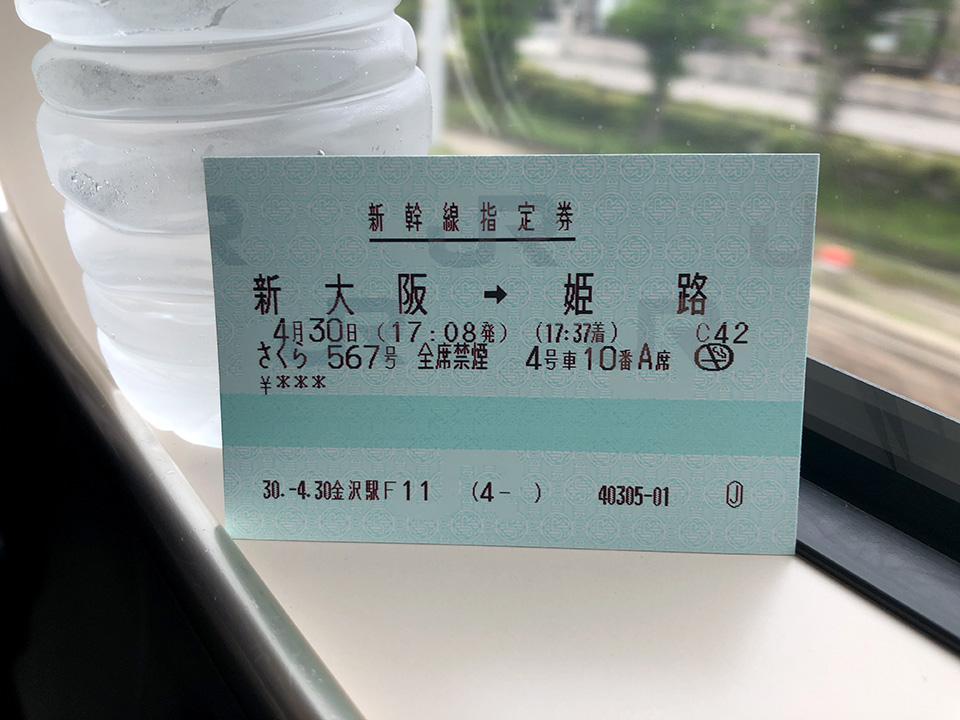 新幹線指定券
新大阪 → 姫路
4月30日 (17:08発) (17:37着) C42
さくら 567号 全席禁煙 4号車10番A席
¥***
30.-4.30金沢駅F11 (4- ) 40305-01 Ⓙ